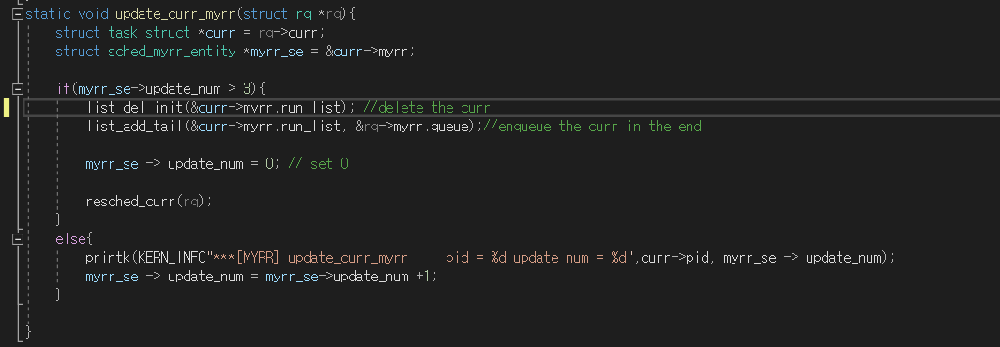 static void update_curr_myrr(struct rq *rq){
struct task_struct *curr = rq->curr;
struct sched_myrr_entity *myrr_se = &curr->myrr;
if(myrr_se->update_num > 3){
list_del_init(&curr->myrr.run_list); //delete the curr
list_add_tail(&curr->myrr.run_list, &rq->myrr.queue);//enqueue the curr in the end
myrr_se -> update_num = 0; // set 0
resched_curr(rq);
}
else{
printk(KERN_INFO"***[MYRR] update_curr_myrr     pid = %d update num = %d",curr->pid, myrr_se -> update_num);
myrr_se -> update_num = myrr_se->update_num +1;
}
}